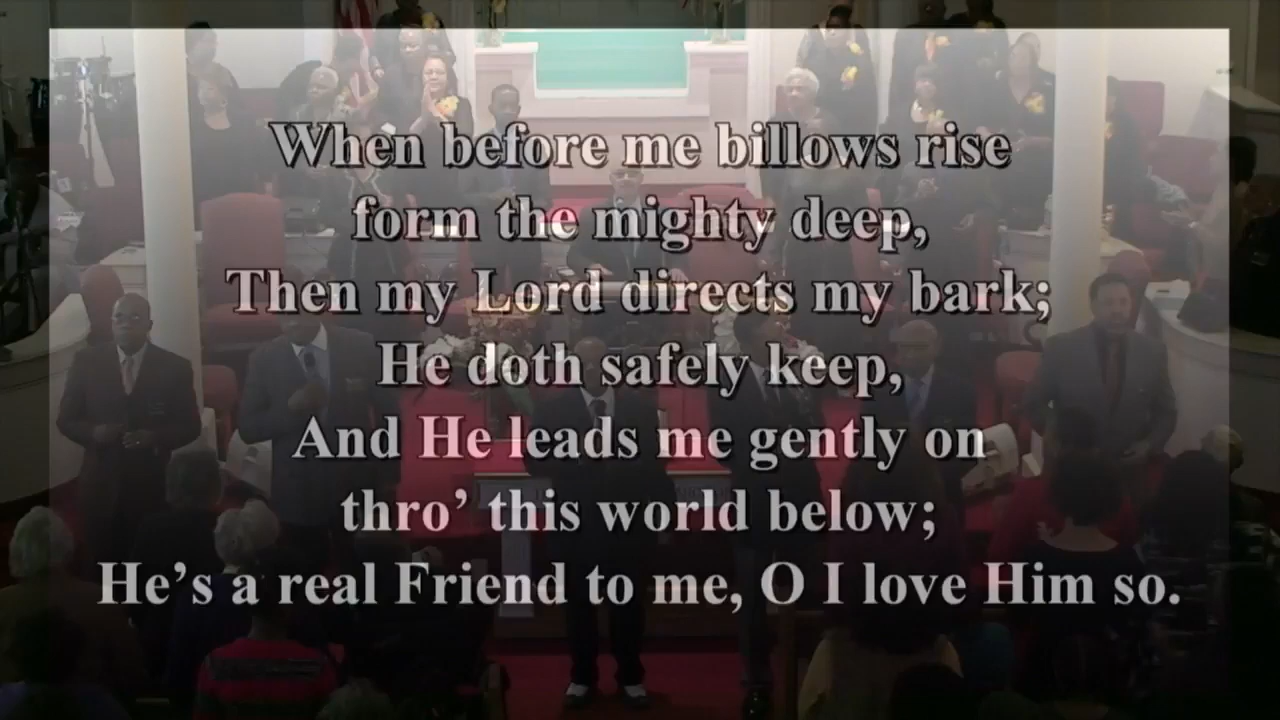 When before me billows rise
form the mighty deep,
Then my Lord directs my bark;
He doth safely keep,
And He leads me gently on
thro’ this world below;
He’s a real Friend to me, O I love Him so.